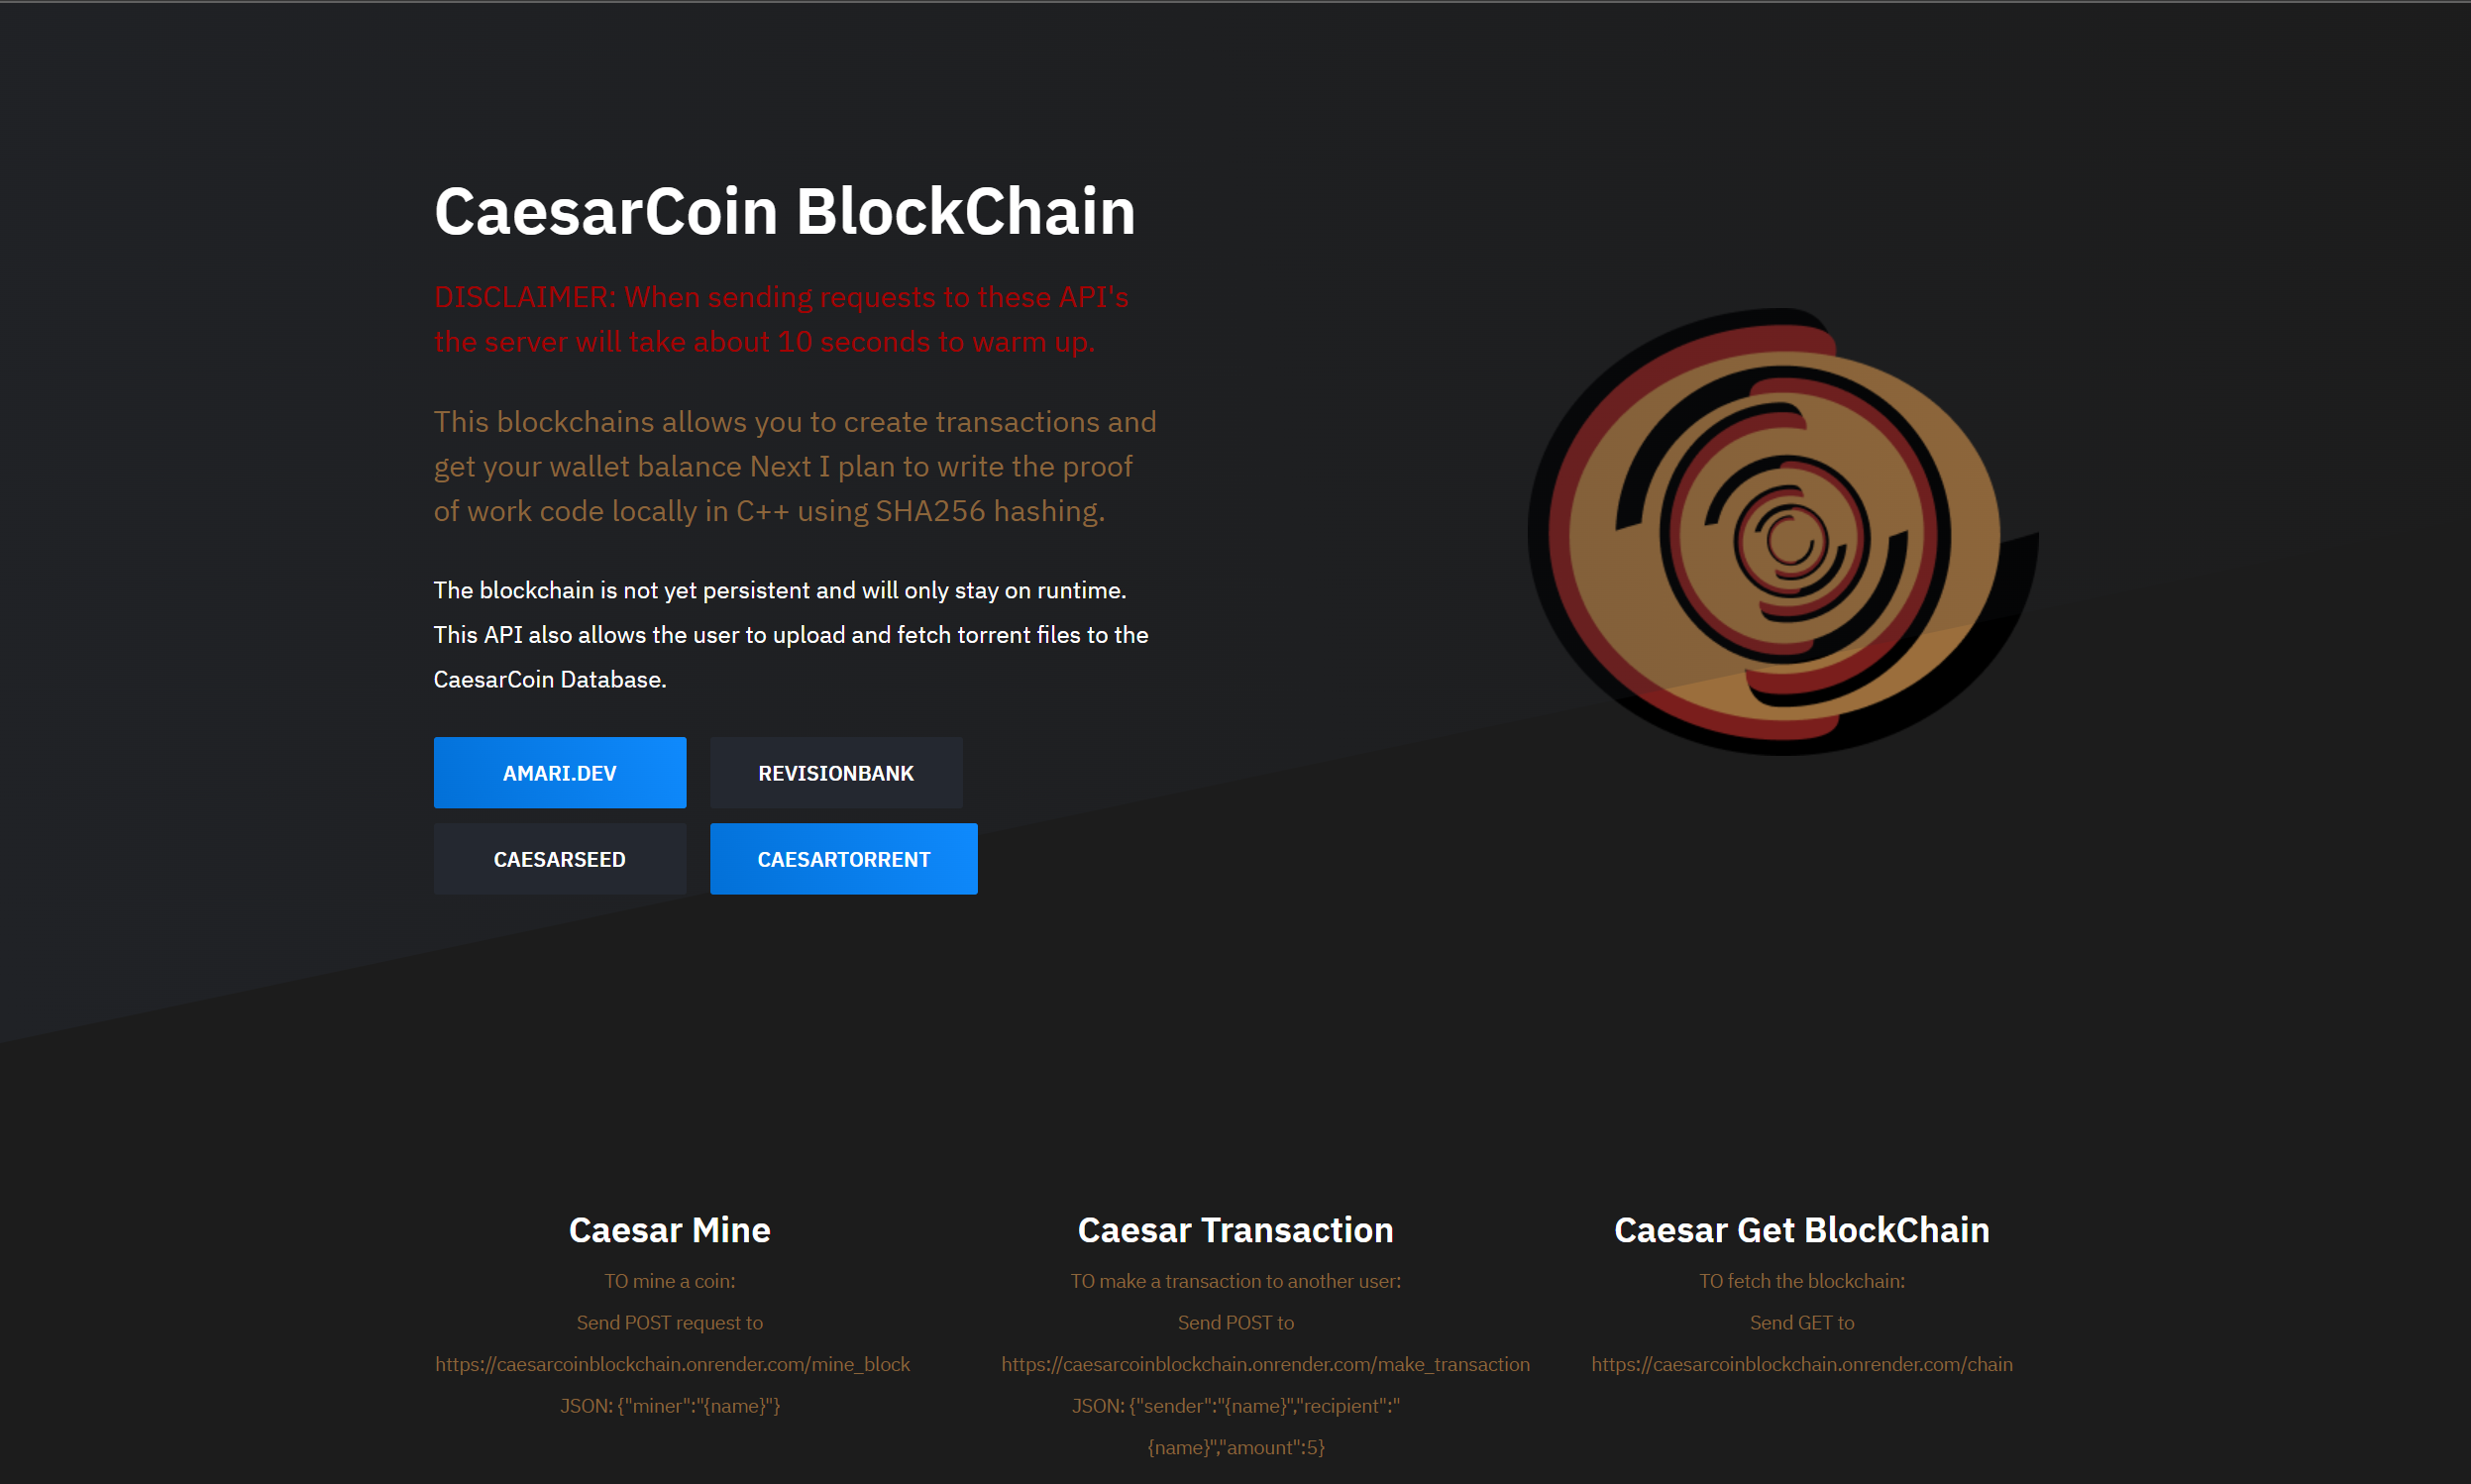 CaesarCoin BlockChain
DISCLAIMER: When sending requests to these API's
the server will take about 10 seconds to warm up.
This blockchains allows you to create transactions and
get your wallet balance Next I plan to write the proof
of work code locally in C++ using SHA256 hashing.
The blockchain is not yet persistent and will only stay on runtime.
This API also allows the user to upload and fetch torrent files to the
CaesarCoin Database.
AMARI.DEV
REVISIONBANK
CAESARSEED
CAESARTORRENT
Caesar Mine
TO mine a coin:
Send POST request to
https://caesarcoinblockchain.onrender.com/mine_block
JSON: {"miner":"{name}"}
Caesar Transaction
TO make a transaction to another user:
Send POST to
https://caesarcoinblockchain.onrender.com/make_transaction
JSON: {"sender":"{name}","recipient":"
{name}","amount":5}
Caesar Get BlockChain
TO fetch the blockchain:
Send GET to
https://caesarcoinblockchain.onrender.com/chain